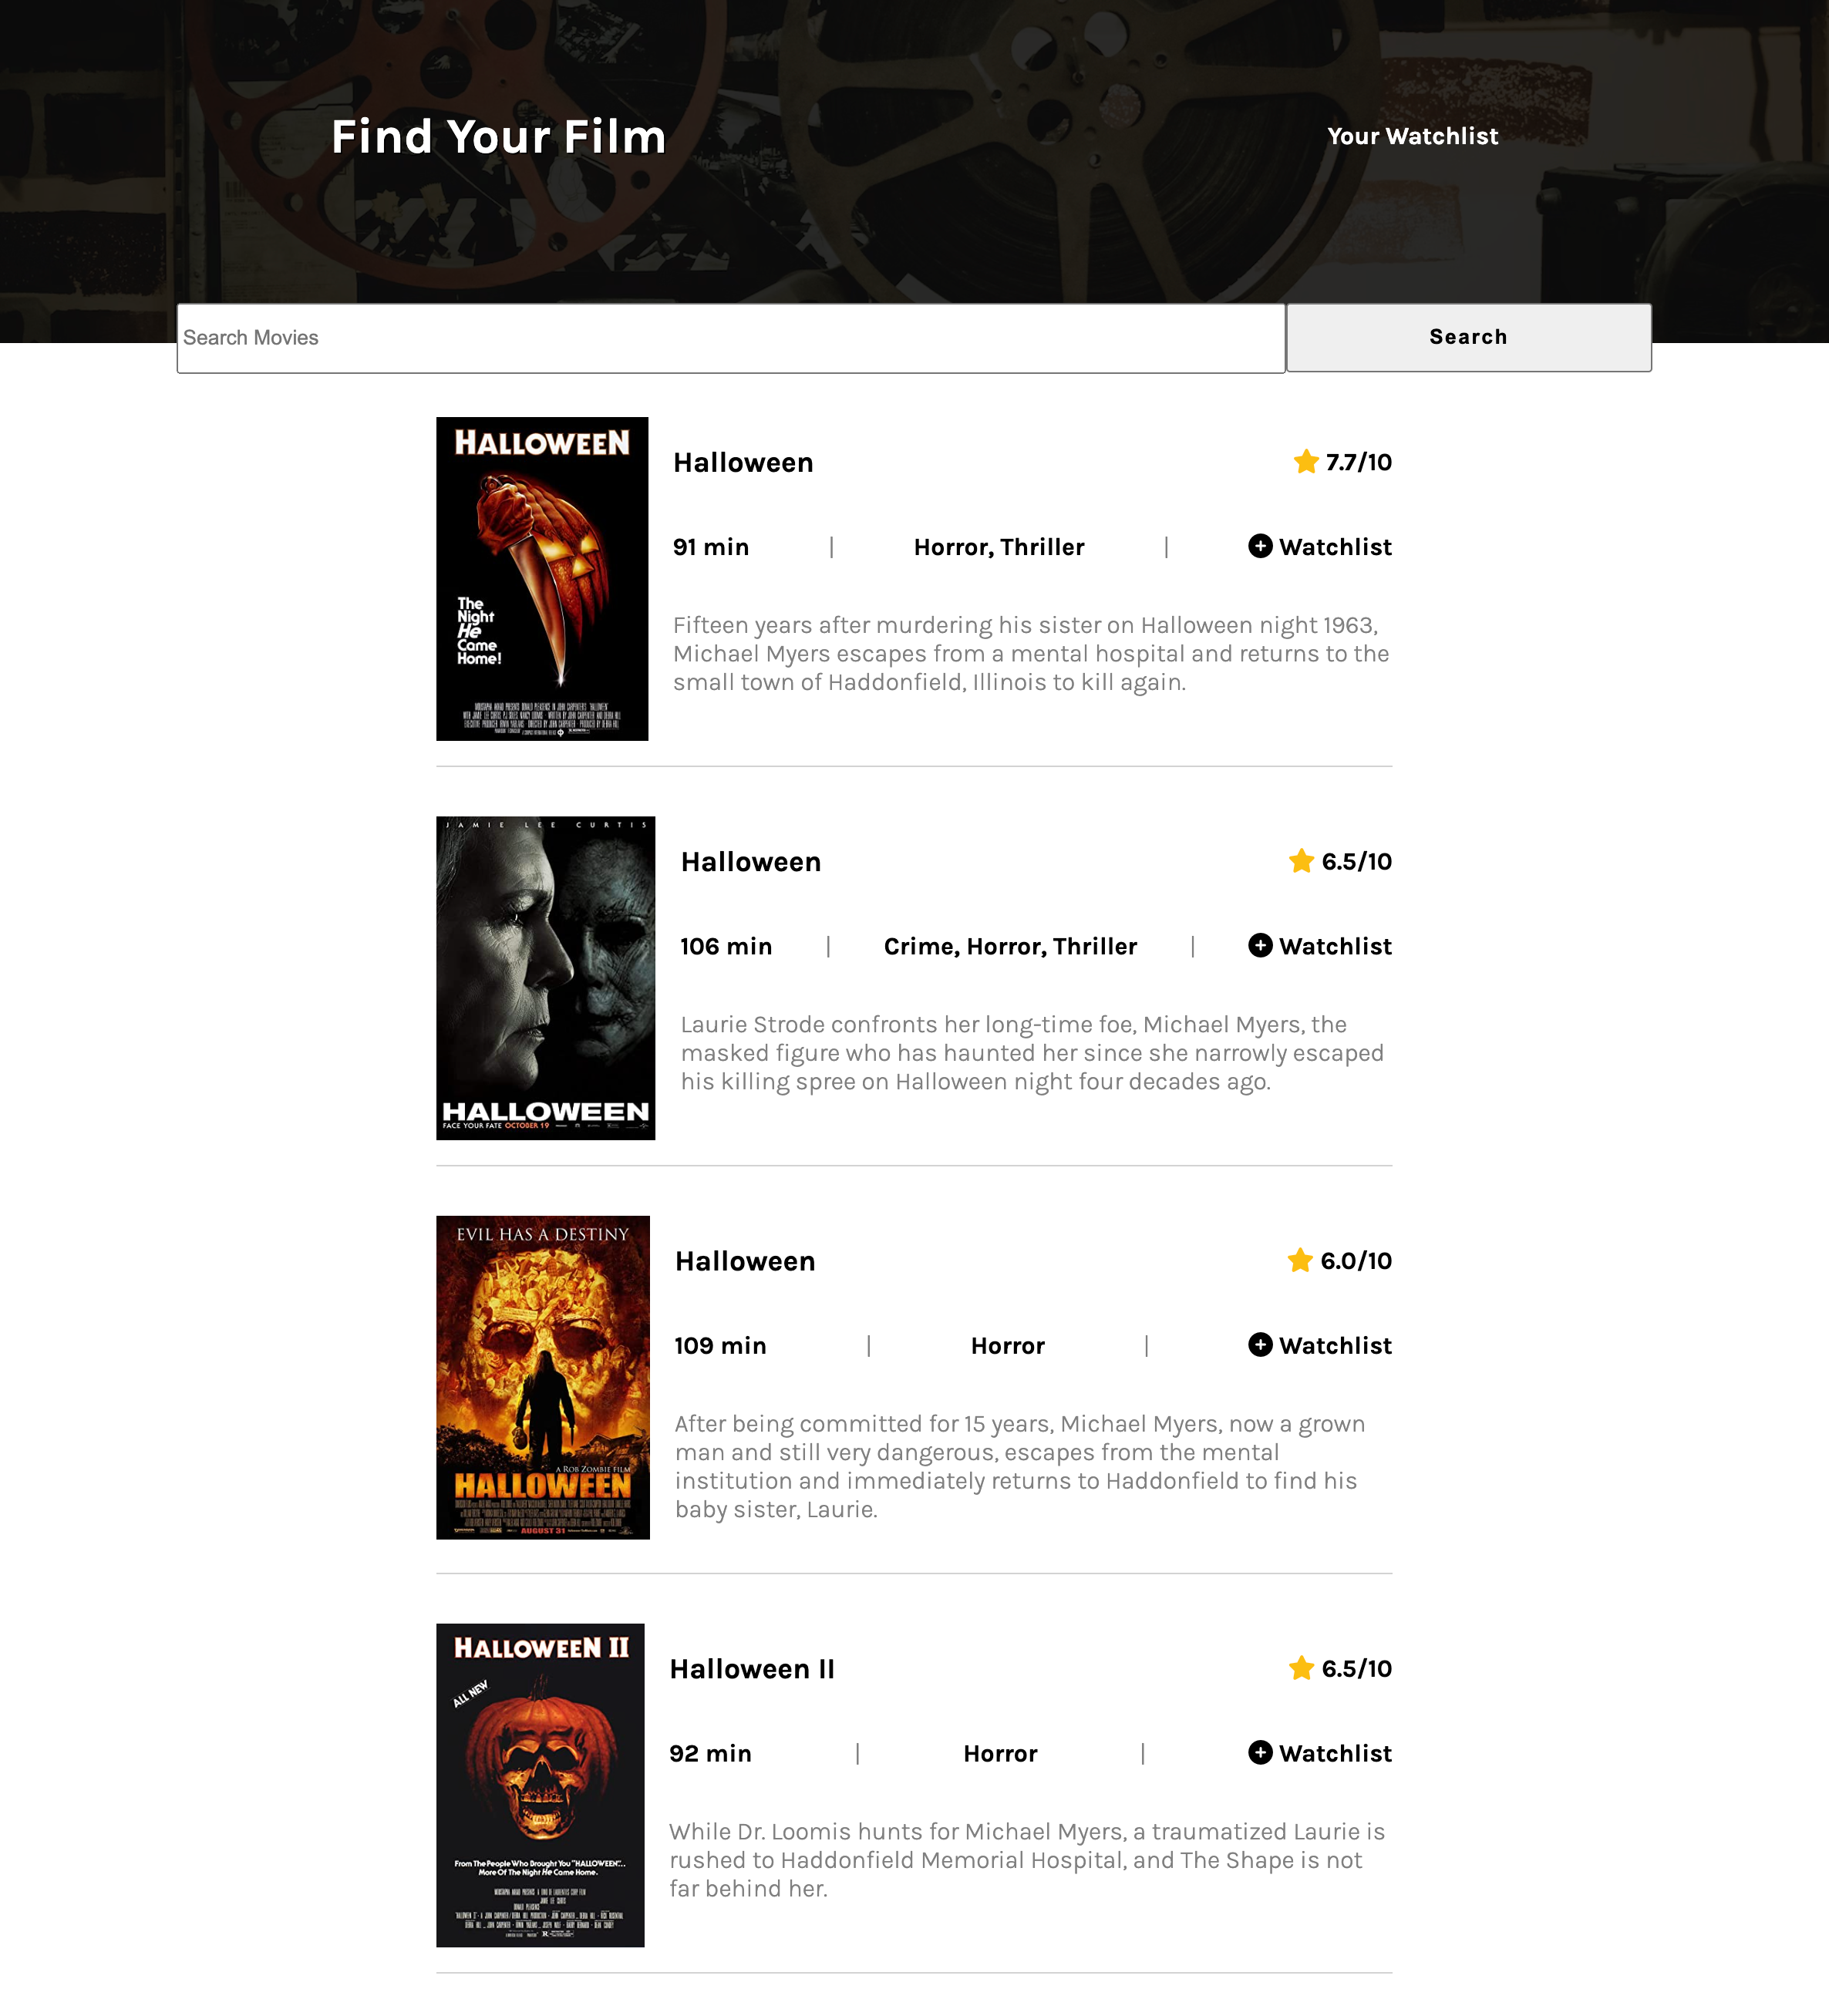 Find Your Film
Your Watchlist
Search Movies
Search
HALLOWEEN
The
Night
He
Came
Home!
Halloween
7.7/10
91 min | Horror, Thriller | Watchlist
Fifteen years after murdering his sister on Halloween night 1963,
Michael Myers escapes from a mental hospital and returns to the
small town of Haddonfield, Illinois to kill again.
JAMIE LEE CURTIS
HALLOWEEN
FACE YOUR FATE OCTOBER 19
Halloween
6.5/10
106 min | Crime, Horror, Thriller | Watchlist
Laurie Strode confronts her long-time foe, Michael Myers, the
masked figure who has haunted her since she narrowly escaped
his killing spree on Halloween night four decades ago.
EVIL HAS A DESTINY
A ROB ZOMBIE FILM
HALLOWEEN
AUGUST 31
Halloween
6.0/10
109 min | Horror | Watchlist
After being committed for 15 years, Michael Myers, now a grown
man and still very dangerous, escapes from the mental
institution and immediately returns to Haddonfield to find his
baby sister, Laurie.
HALLOWEEN II
ALL NEW
From The People Who Brought You "HALLOWEEN"...
More Of The Night He Came Home.
Halloween II
6.5/10
92 min | Horror | Watchlist
While Dr. Loomis hunts for Michael Myers, a traumatized Laurie is
rushed to Haddonfield Memorial Hospital, and The Shape is not
far behind her.